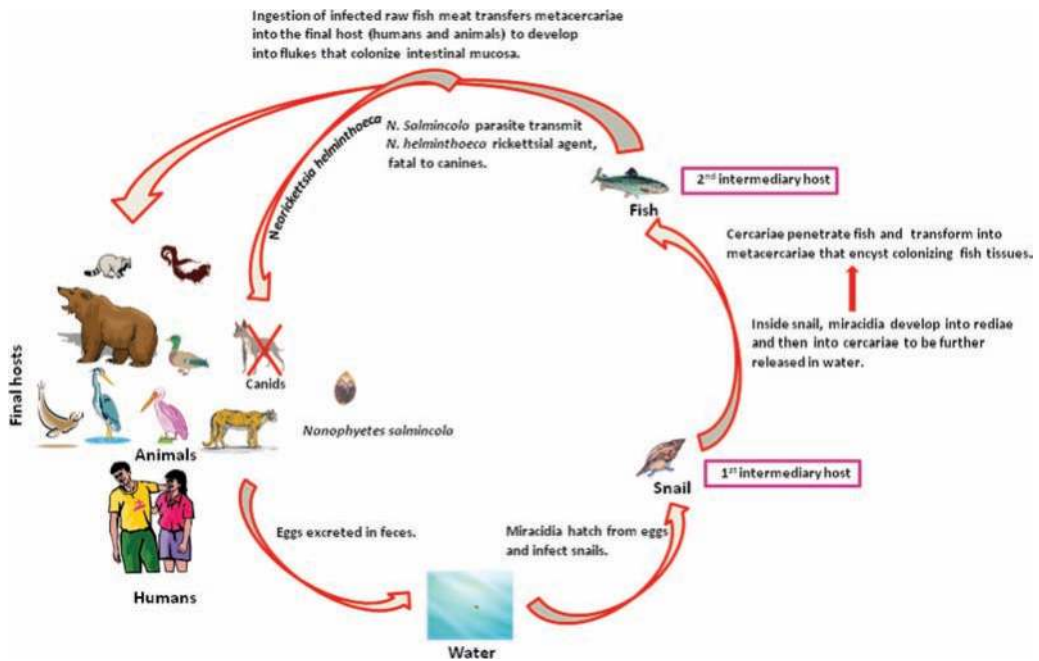 Ingestion of infected raw fish meat transfers metacercariae
into the final host (humans and animals) to develop
into flukes that colonize intestinal mucosa.
Neorickettsia helminthoeca
N. Salmincolo parasite transmit
N. helminthoeca rickettsial agent,
fatal to canines.
2nd intermediary host
Fish
Cercariae penetrate fish and transform into
metacercariae that encyst colonizing fish tissues.
Inside snail, miracidia develop into rediae
and then into cercariae to be further
released in water.
Final hosts
Canids
Nanophyetes salmincola
Animals
Snail
1st intermediary host
Eggs excreted in feces.
Miracidia hatch from eggs
and infect snails.
Humans
Water